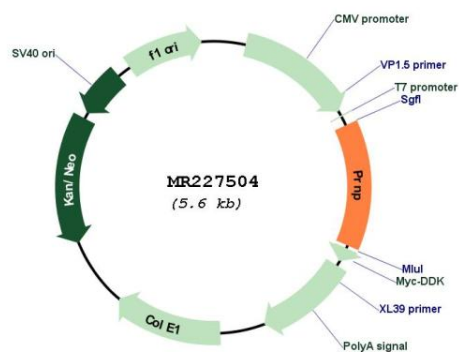 CMV promoter
VP1.5 primer
T7 promoter
SgfI
Prnp
MluI
Myc-DDK
XL39 primer
PolyA signal
Col E1
Kan/Neo
SV40 ori
f1 ori
MR227504
(5.6 kb)